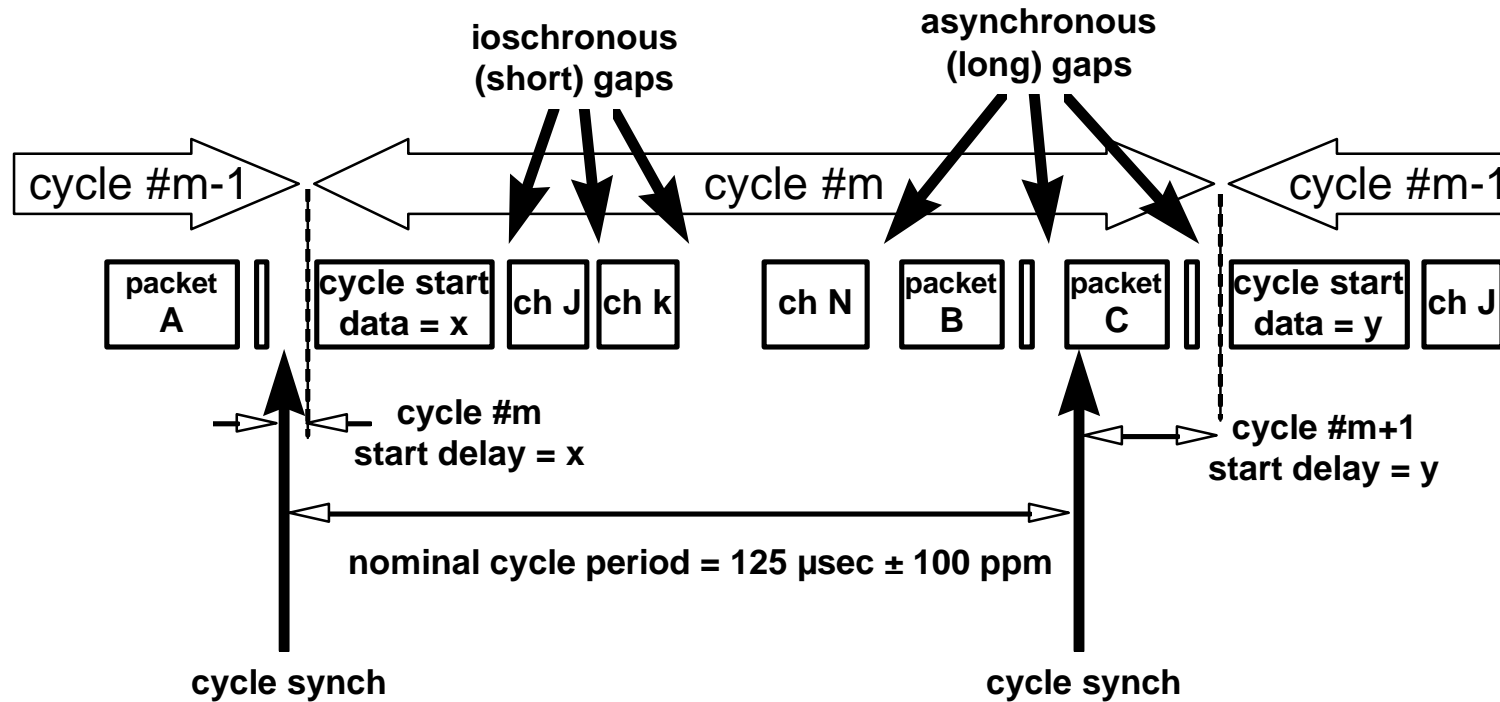 ioschronous
(short) gaps
asynchronous
(long) gaps
cycle #m-1
cycle #m
cycle #m-1
packet
A
cycle start
data = x
ch J
ch k
ch N
packet
B
packet
C
cycle start
data = y
ch J
cycle #m
start delay = x
cycle #m+1
start delay = y
nominal cycle period = 125 µsec ± 100 ppm
cycle synch
cycle synch